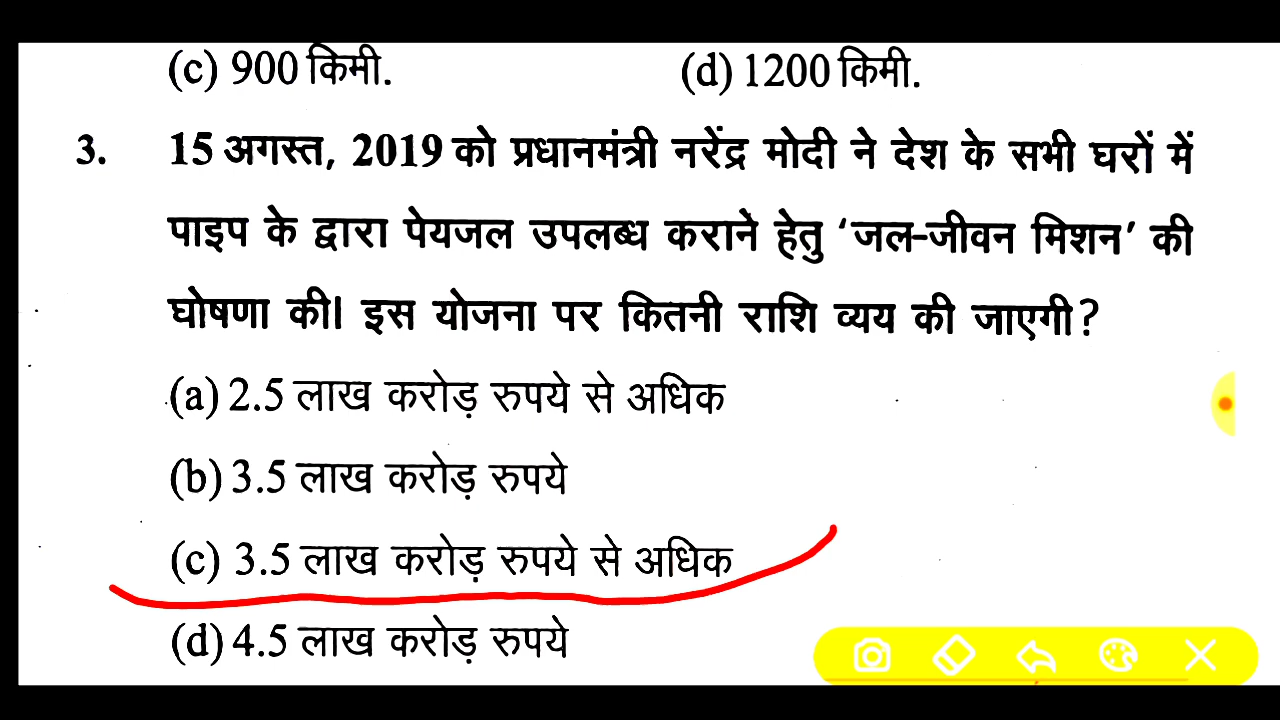 (c) 900 किमी. (d) 1200 किमी.
3. 15 अगस्त, 2019 को प्रधानमंत्री नरेंद्र मोदी ने देश के सभी घरों में
पाइप के द्वारा पेयजल उपलब्ध कराने हेतु ‘जल-जीवन मिशन’ की
घोषणा की। इस योजना पर कितनी राशि व्यय की जाएगी?
(a) 2.5 लाख करोड़ रुपये से अधिक
(b) 3.5 लाख करोड़ रुपये
(c) 3.5 लाख करोड़ रुपये से अधिक
(d) 4.5 लाख करोड़ रुपये